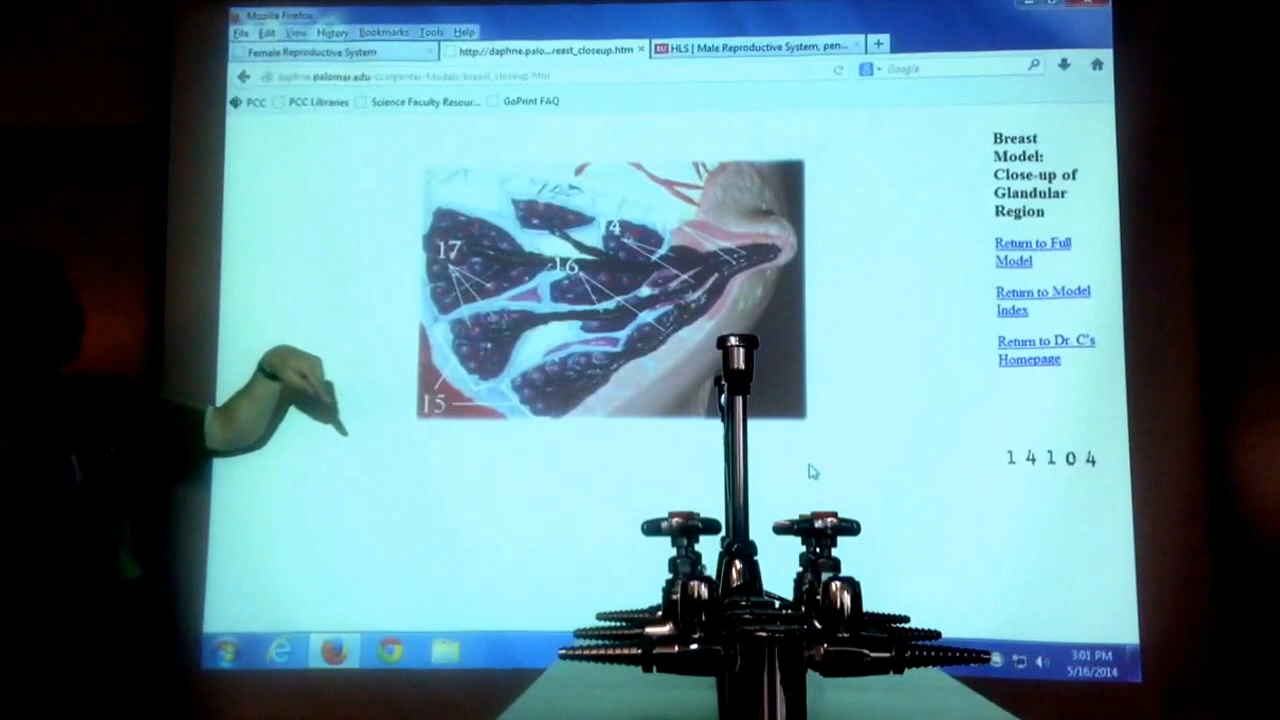 Mozilla Firefox
File Edit View History Bookmarks Tools Help
Female Reproductive System
http://daphne.palo...reast_closeup.htm
HLS | Male Reproductive System, pen...
Google
PCC PCC Libraries Science Faculty Resour... GoPrint FAQ
Breast
Model:
Close-up of
Glandular
Region
Return to Full
Model
Return to Model
Index
Return to Dr. C's
Homepage
14104
17
16
15
3:01 PM
5/16/2014